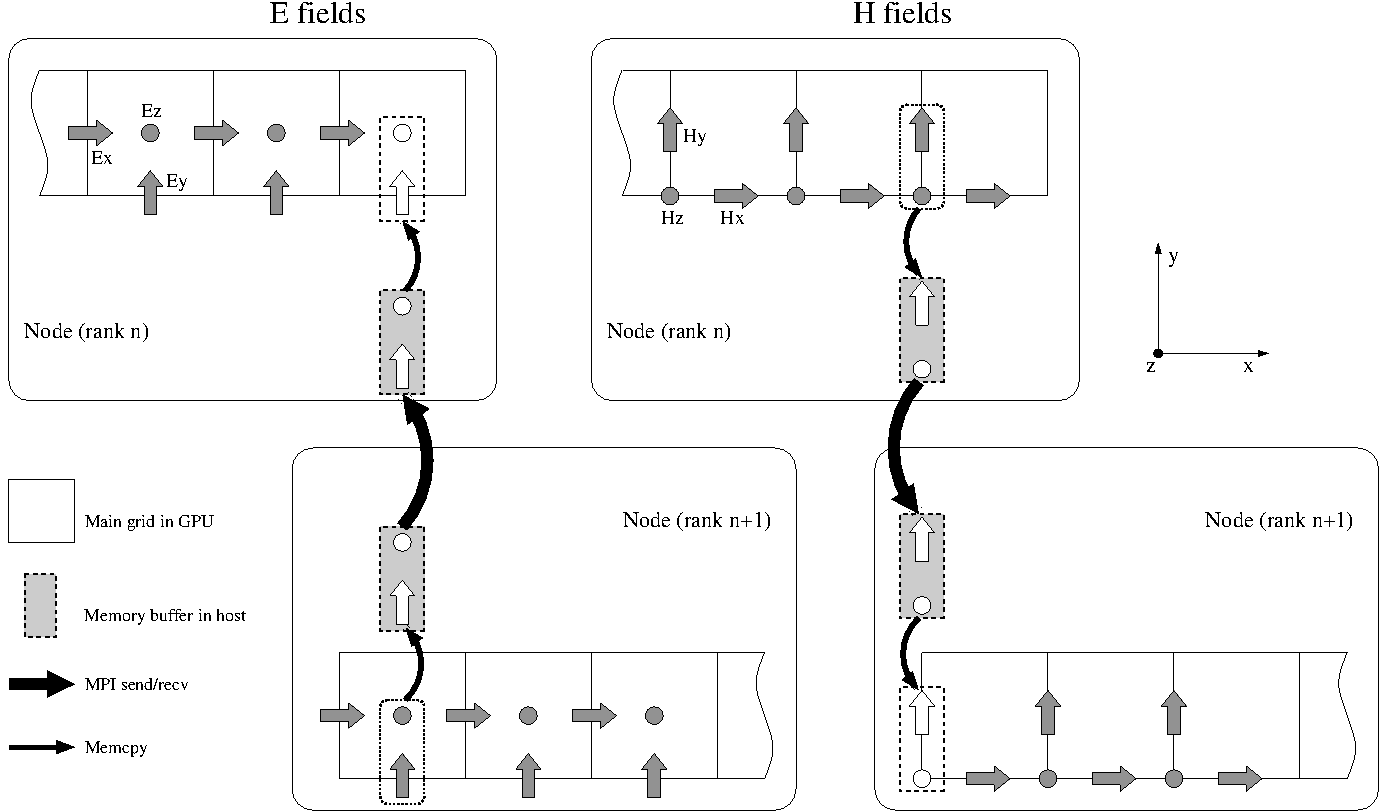 E fields
H fields
Ez
Ex
Ey
Hy
Hz
Hx
y
z
x
Node (rank n)
Node (rank n)
Node (rank n+1)
Node (rank n+1)
Main grid in GPU
Memory buffer in host
MPI send/recv
Memcpy